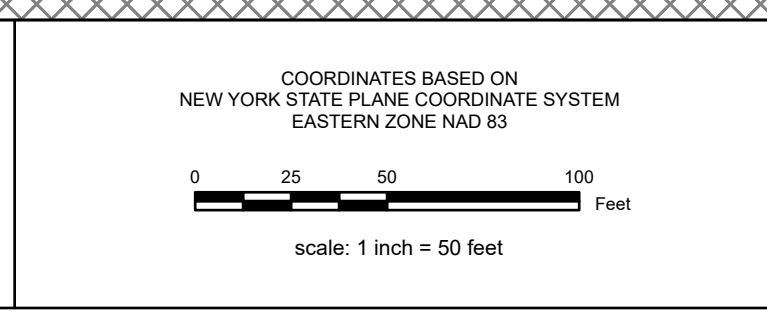 COORDINATES BASED ON
NEW YORK STATE PLANE COORDINATE SYSTEM
EASTERN ZONE NAD 83
0 25 50 100
Feet
scale: 1 inch = 50 feet